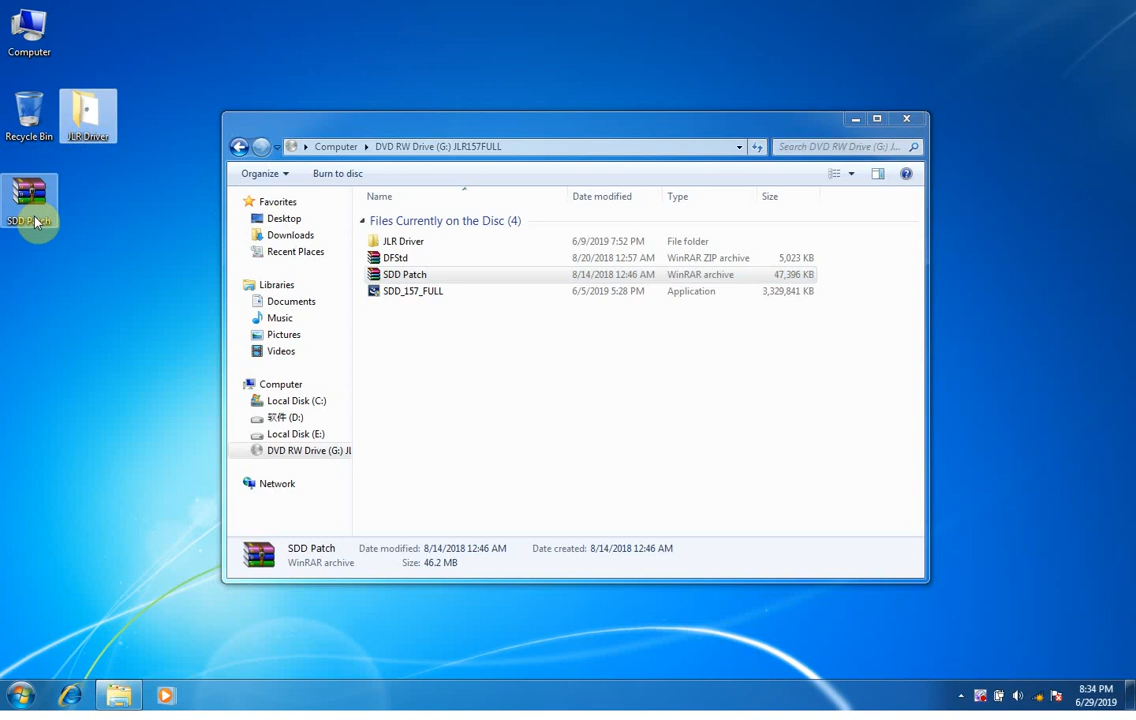 Computer
Recycle Bin
JLR Driver
SDD Patch
Computer
DVD RW Drive (G:) JLR157FULL
Search DVD RW Drive (G:) J...
Organize
Burn to disc
Favorites
Desktop
Downloads
Recent Places
Libraries
Documents
Music
Pictures
Videos
Computer
Local Disk (C:)
软件 (D:)
Local Disk (E:)
DVD RW Drive (G:) JL
Network
Name
Date modified
Type
Size
Files Currently on the Disc (4)
JLR Driver 6/9/2019 7:52 PM File folder
DFStd 8/20/2018 12:57 AM WinRAR ZIP archive 5,023 KB
SDD Patch 8/14/2018 12:46 AM WinRAR archive 47,396 KB
SDD_157_FULL 6/5/2019 5:28 PM Application 3,329,841 KB
SDD Patch Date modified: 8/14/2018 12:46 AM Date created: 8/14/2018 12:46 AM
WinRAR archive Size: 46.2 MB
8:34 PM
6/29/2019